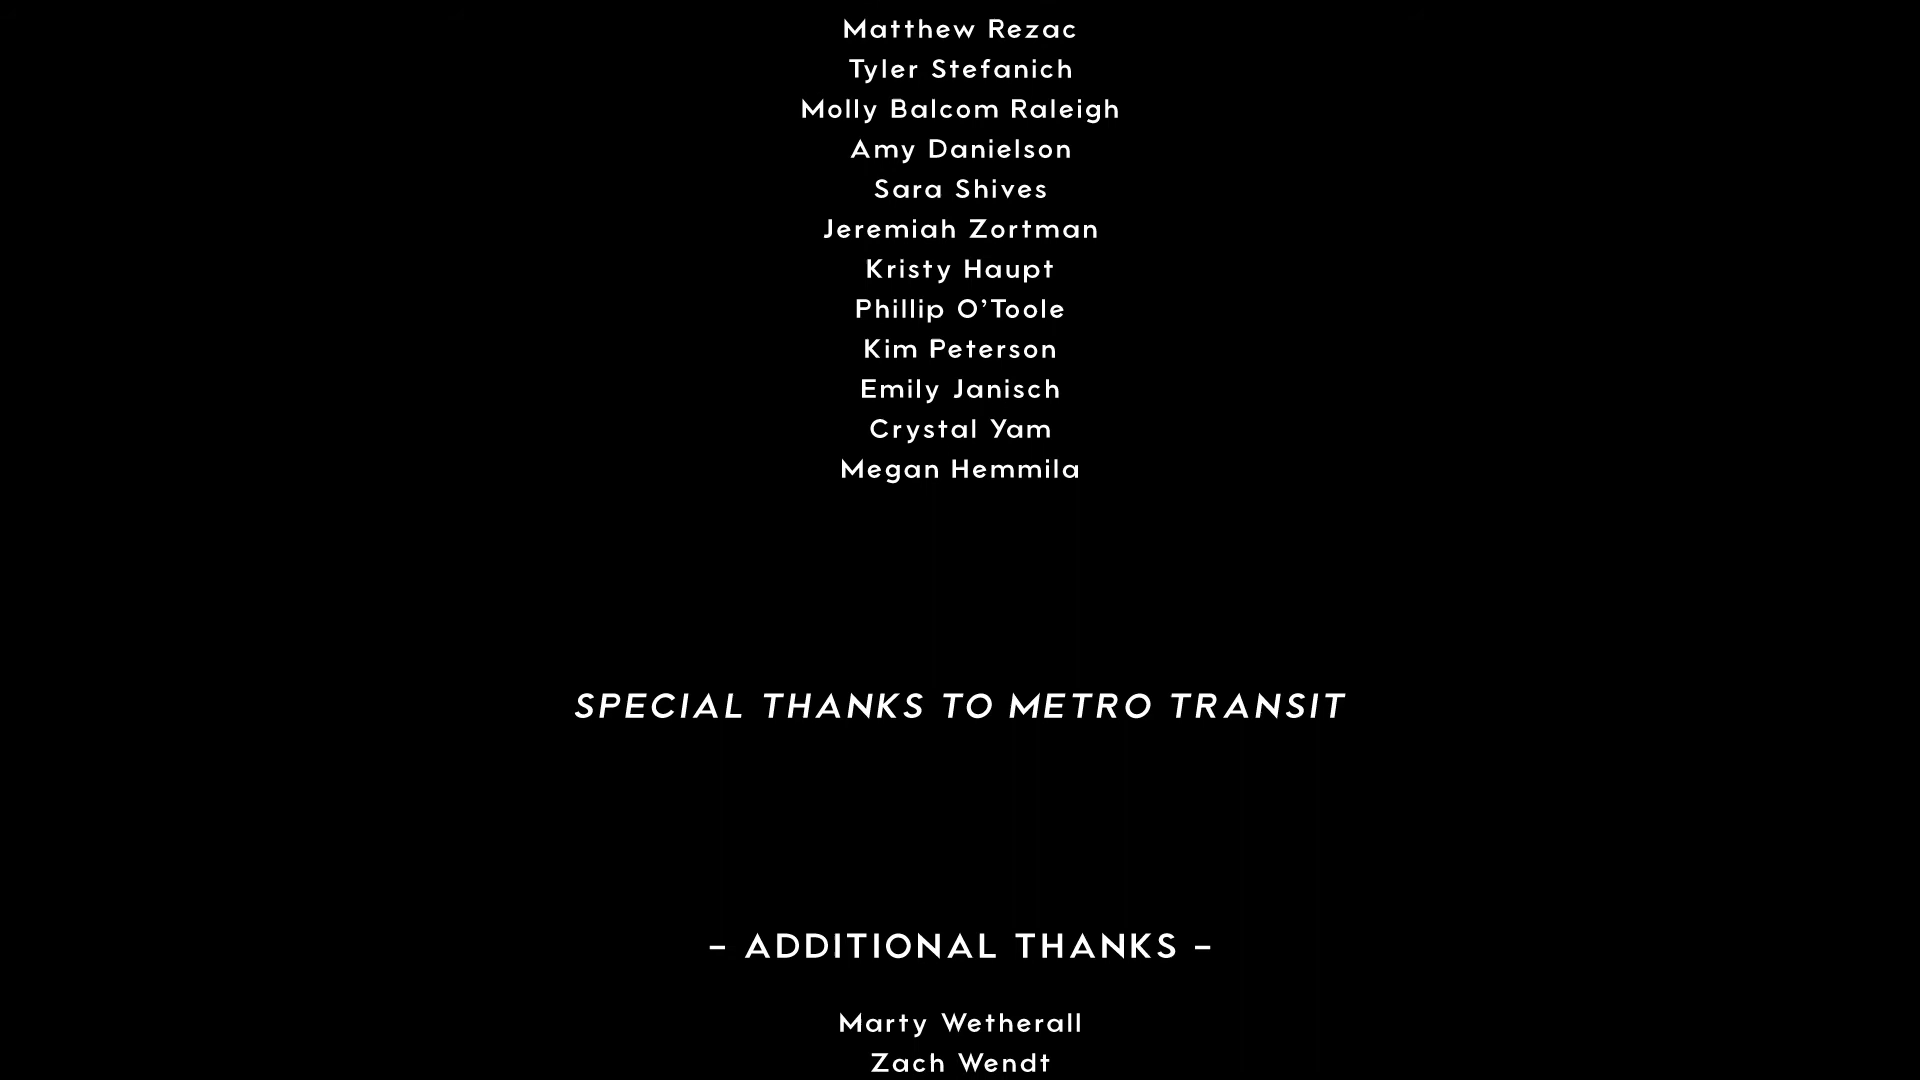 Matthew Rezac
Tyler Stefanich
Molly Balcom Raleigh
Amy Danielson
Sara Shives
Jeremiah Zortman
Kristy Haupt
Phillip O’Toole
Kim Peterson
Emily Janisch
Crystal Yam
Megan Hemmila
SPECIAL THANKS TO METRO TRANSIT
– ADDITIONAL THANKS –
Marty Wetherall
Zach Wendt